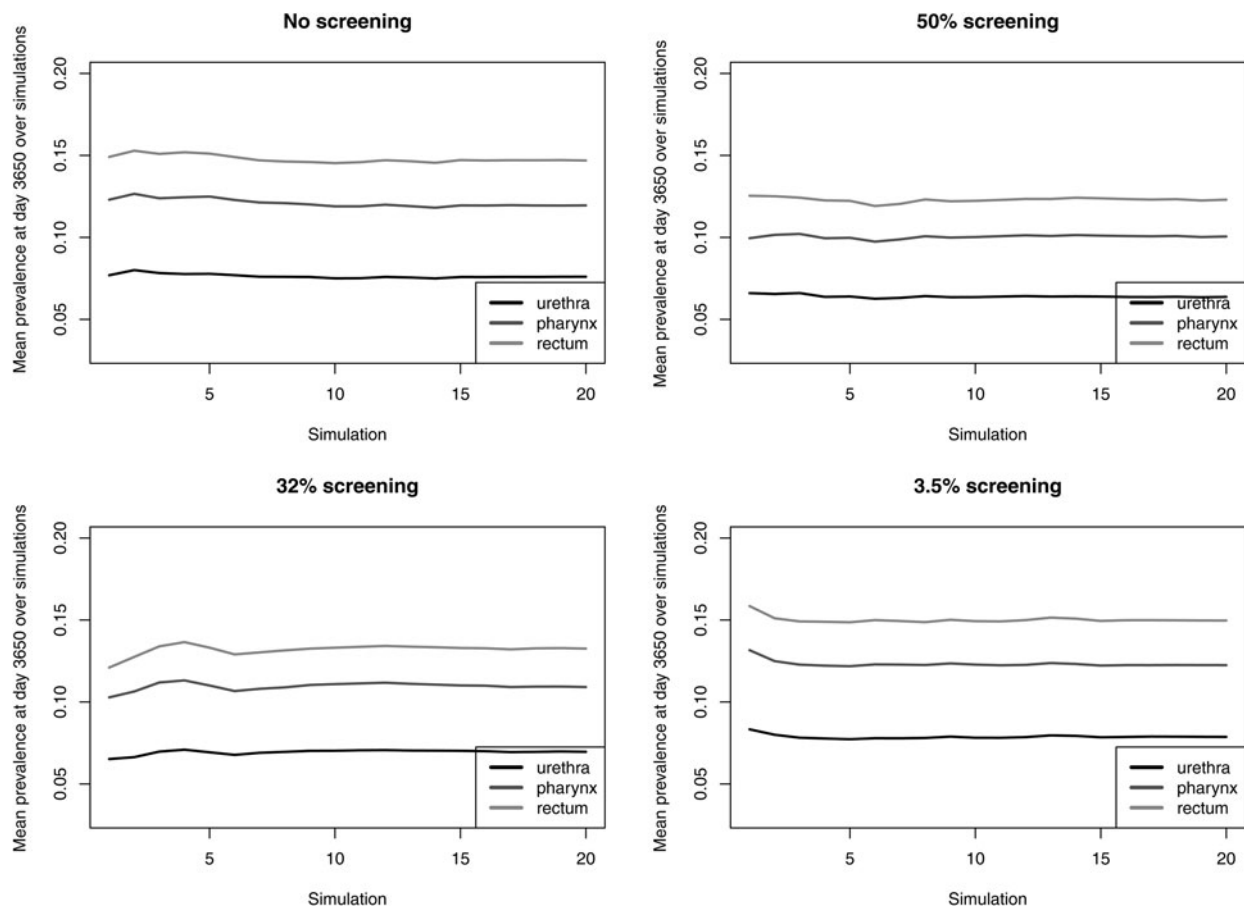 No screening
Mean prevalence at day 3650 over simulations
0.20
0.15
0.10
0.05
urethra
pharynx
rectum
5
10
15
20
Simulation
50% screening
Mean prevalence at day 3650 over simulations
0.20
0.15
0.10
0.05
urethra
pharynx
rectum
5
10
15
20
Simulation
32% screening
Mean prevalence at day 3650 over simulations
0.20
0.15
0.10
0.05
urethra
pharynx
rectum
5
10
15
20
Simulation
3.5% screening
Mean prevalence at day 3650 over simulations
0.20
0.15
0.10
0.05
urethra
pharynx
rectum
5
10
15
20
Simulation